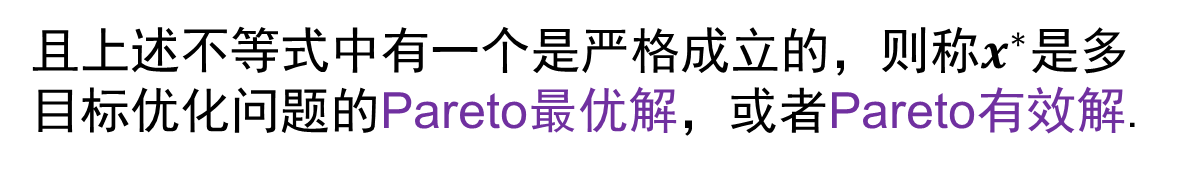 且上述不等式中有一个是严格成立的，则称x*是多
目标优化问题的Pareto最优解，或者Pareto有效解.